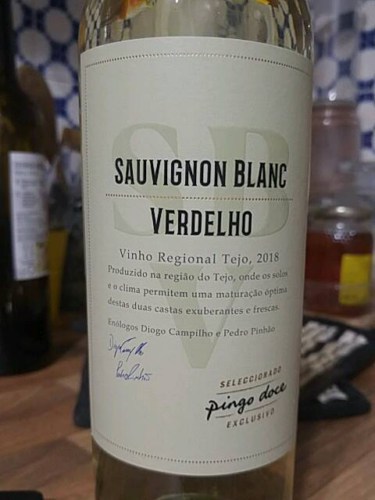 SAUVIGNON BLANC
VERDELHO
Vinho Regional Tejo, 2018
Produzido na região do Tejo, onde os solos
e o clima permitem uma maturação óptima
destas duas castas exuberantes e frescas.
Enólogos Diogo Campilho e Pedro Pinhão
SELECCIONADO
pingo doce
EXCLUSIVO